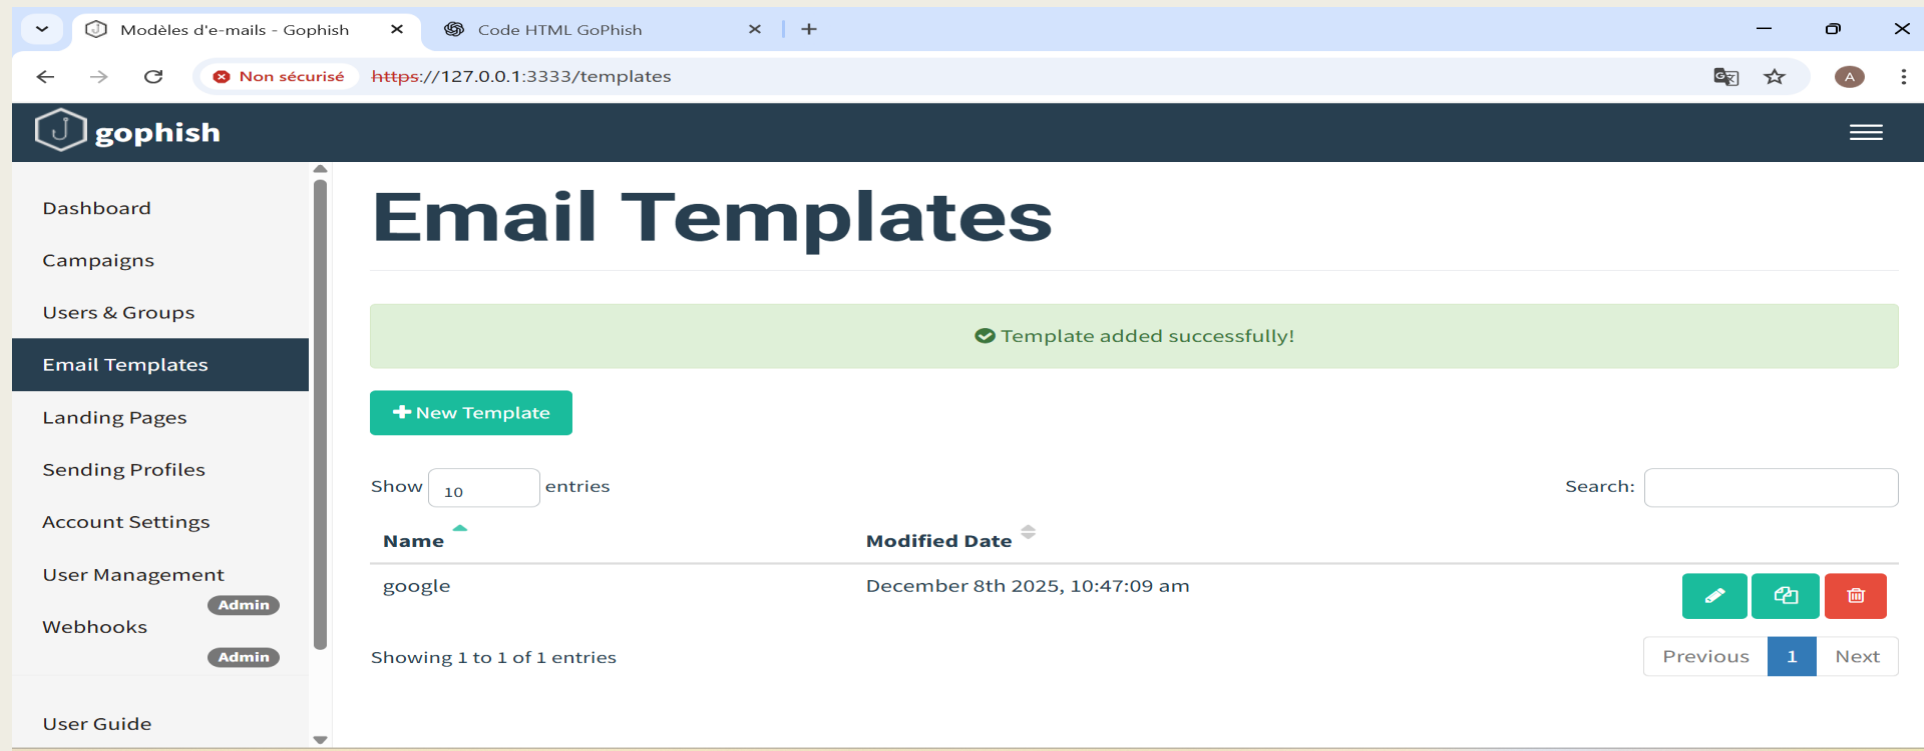 Modèles d'e-mails - Gophish
Code HTML GoPhish
Non sécurisé https://127.0.0.1:3333/templates
A
gophish
Dashboard
Campaigns
Users & Groups
Email Templates
Landing Pages
Sending Profiles
Account Settings
User Management
Admin
Webhooks
Admin
User Guide
Email Templates
Template added successfully!
New Template
Show 10 entries
Search:
Name Modified Date
google December 8th 2025, 10:47:09 am
Showing 1 to 1 of 1 entries
Previous 1 Next